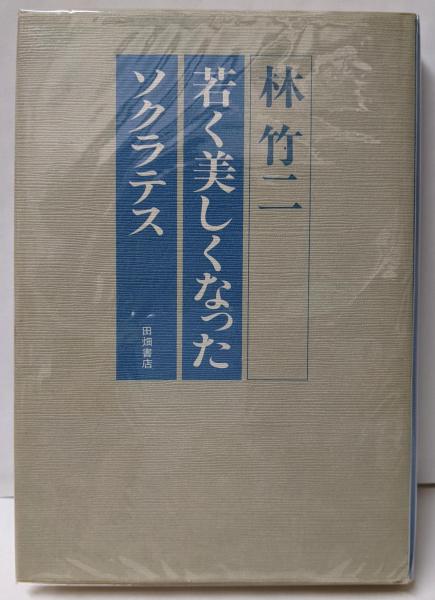 林 竹二
若く美しくなった
ソクラテス
田畑書店